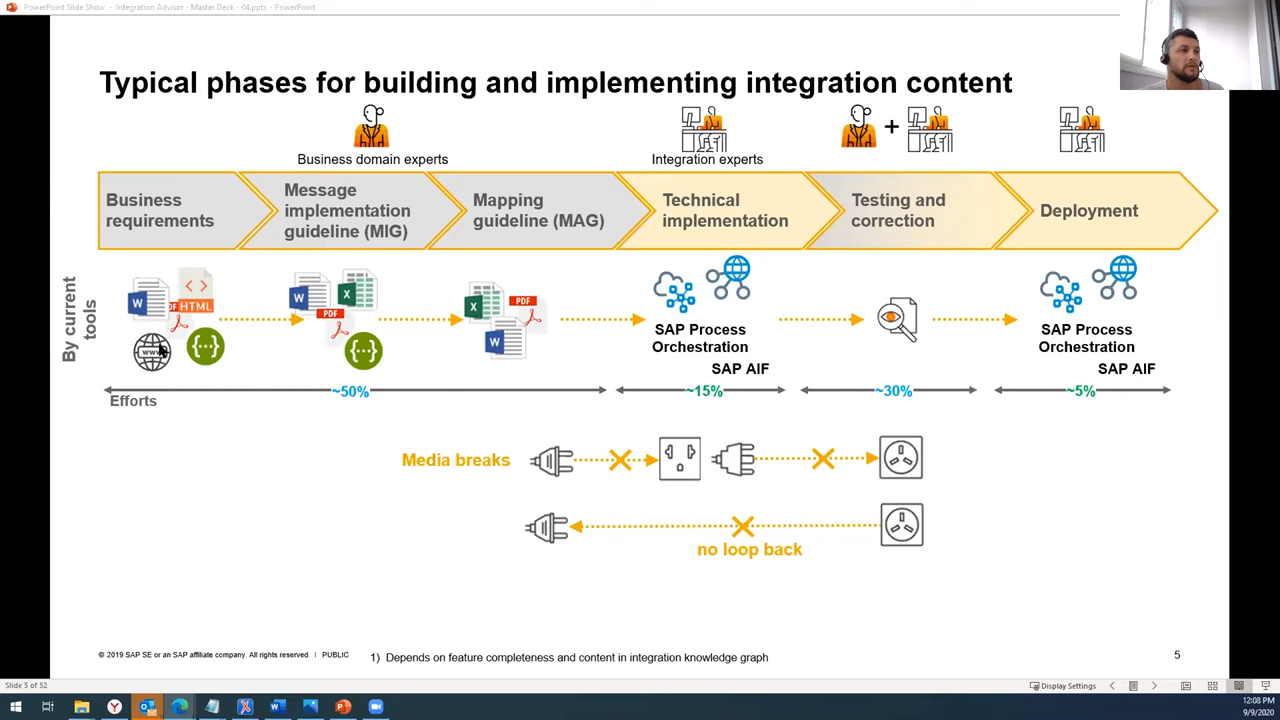 PowerPoint Slide Show - Integration Advisor - Master Deck - 04.pptx - PowerPoint
Typical phases for building and implementing integration content
Business domain experts
Integration experts
+
Business
requirements
Message
implementation
guideline (MIG)
Mapping
guideline (MAG)
Technical
implementation
Testing and
correction
Deployment
By current
tools
W
HTML
WWW
W
X
PDF
X
PDF
W
SAP Process
Orchestration
SAP AIF
SAP Process
Orchestration
SAP AIF
Efforts
~50%
~15%
~30%
~5%
Media breaks
no loop back
© 2019 SAP SE or an SAP affiliate company. All rights reserved. | PUBLIC
1) Depends on feature completeness and content in integration knowledge graph
5
Slide 5 of 52
Display Settings
12:08 PM
9/9/2020